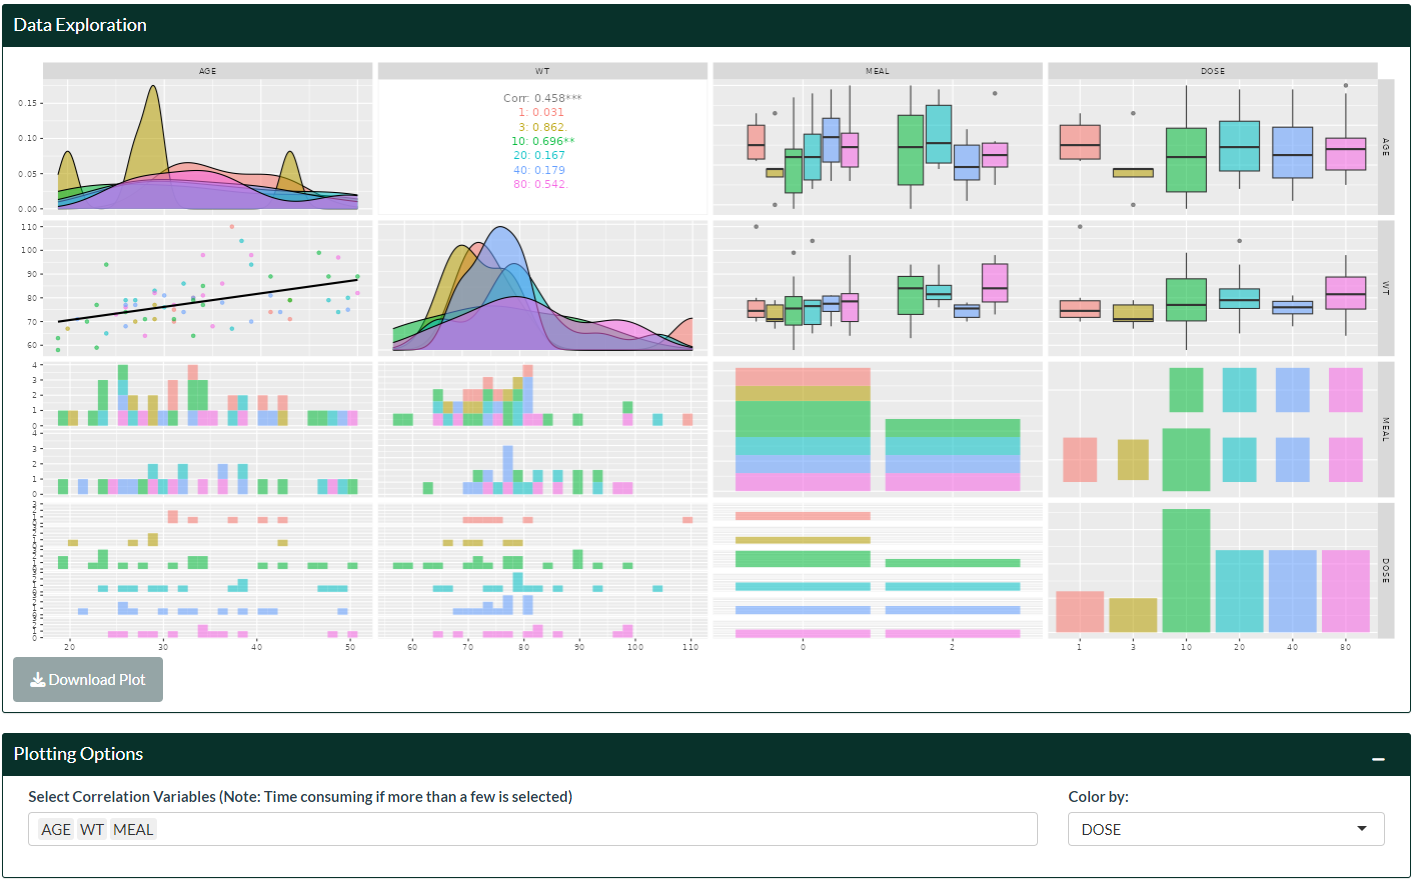 Data Exploration
AGE WT MEAL DOSE
0.15
0.10
0.05
0.00
Corr: 0.458***
1: 0.031
3: 0.862.
10: 0.696**
20: 0.167
40: 0.179
80: 0.542.
AGE
110
100
90
80
70
60
WT
4
3
2
1
0
4
3
2
1
0
MEAL
DOSE
20 30 40 50 60 70 80 90 100 110 0 2 1 3 10 20 40 80
Download Plot
Plotting Options
Select Correlation Variables (Note: Time consuming if more than a few is selected)
Color by:
AGE WT MEAL
DOSE